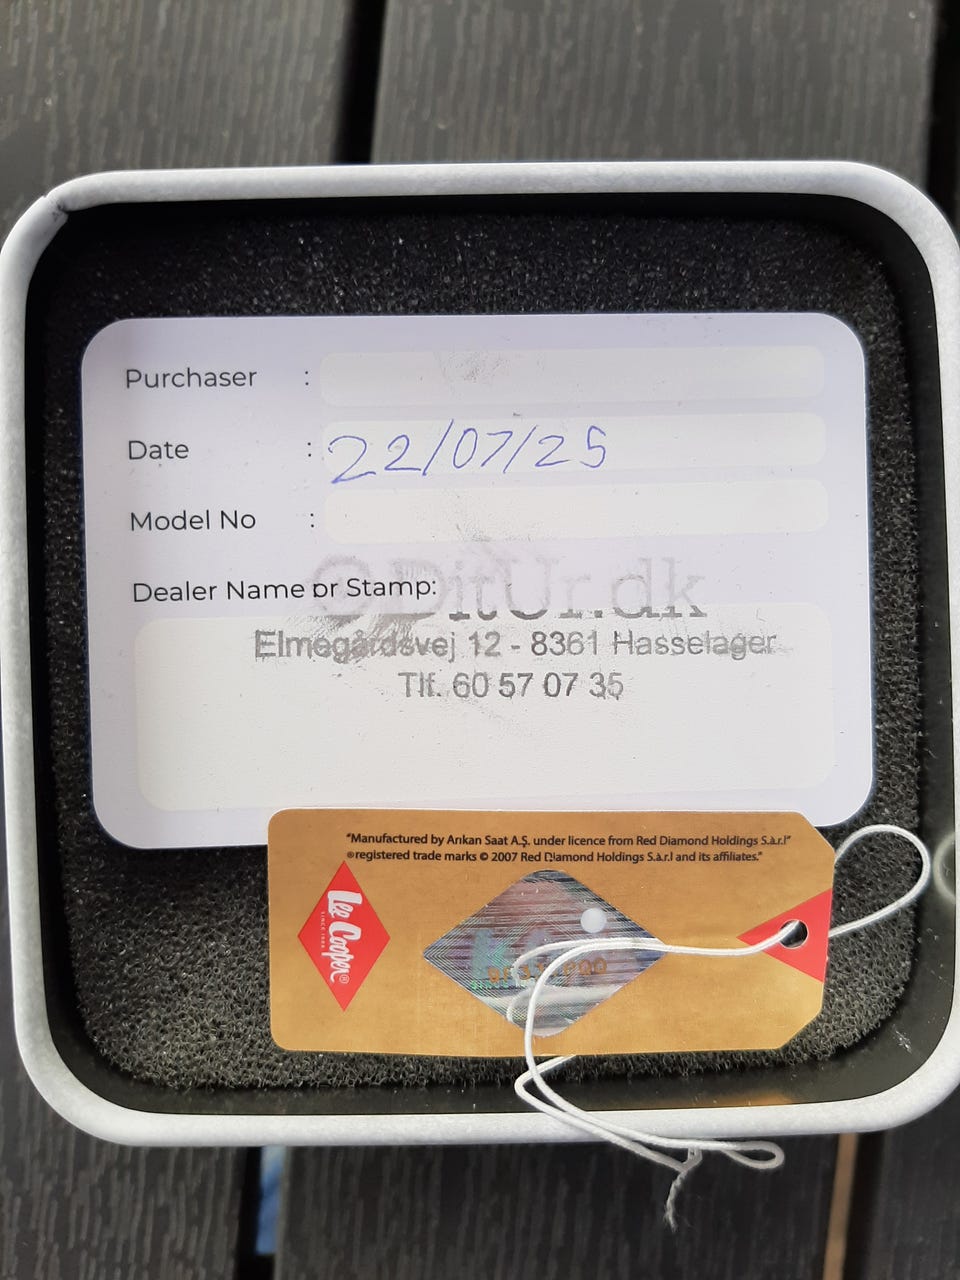 Purchaser :
Date : 22/07/25
Model No :
Dealer Name or Stamp:
DitUr.dk
Elmegårdsvej 12 - 8361 Hasselager
Tlf. 60 57 07 35
"Manufactured by Arıkan Saat A.Ş. under licence from Red Diamond Holdings S.à.r.l"
®registered trade marks © 2007 Red Diamond Holdings S.à.r.l and its affiliates."
Lee Cooper®
SINCE 1908